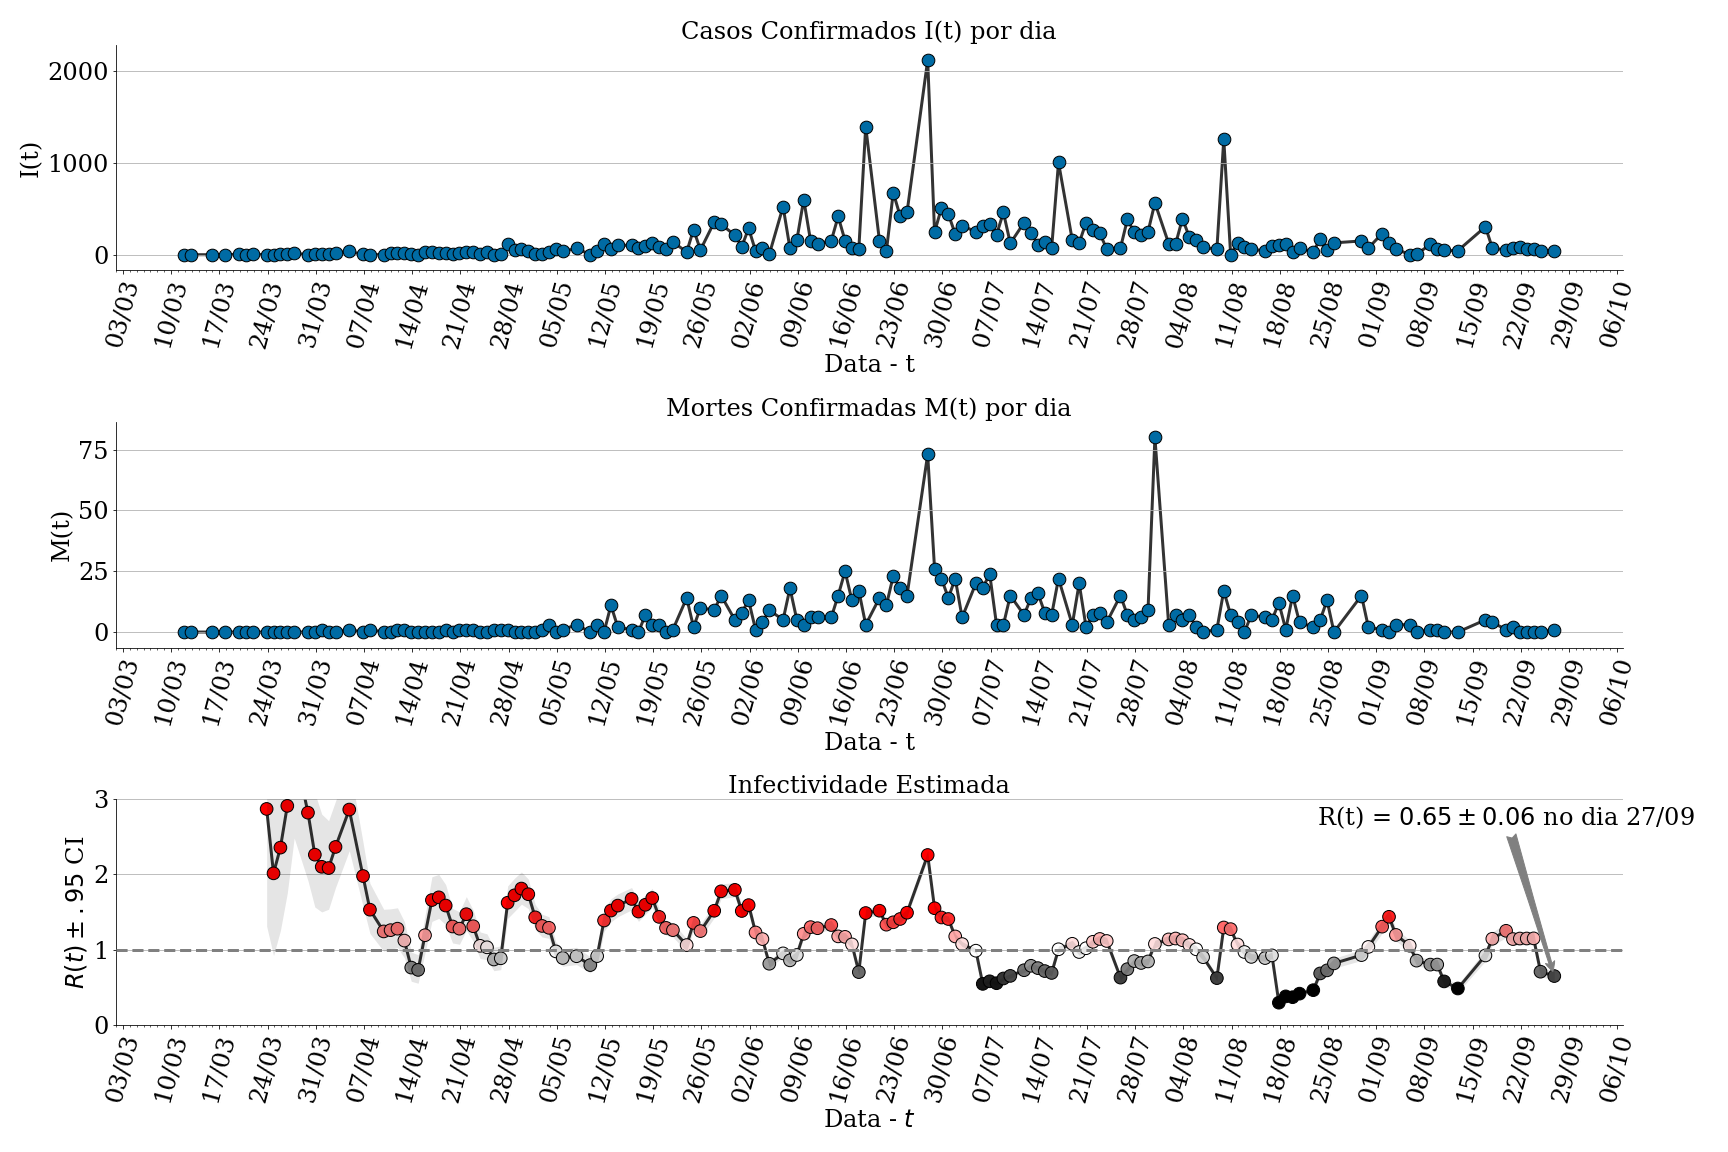 Casos Confirmados I(t) por dia
2000
1000
0
I(t)
03/03 10/03 17/03 24/03 31/03 07/04 14/04 21/04 28/04 05/05 12/05 19/05 26/05 02/06 09/06 16/06 23/06 30/06 07/07 14/07 21/07 28/07 04/08 11/08 18/08 25/08 01/09 08/09 15/09 22/09 29/09 06/10
Data - t
Mortes Confirmadas M(t) por dia
75
50
25
0
M(t)
03/03 10/03 17/03 24/03 31/03 07/04 14/04 21/04 28/04 05/05 12/05 19/05 26/05 02/06 09/06 16/06 23/06 30/06 07/07 14/07 21/07 28/07 04/08 11/08 18/08 25/08 01/09 08/09 15/09 22/09 29/09 06/10
Data - t
Infectividade Estimada
3
R(t) = 0.65 ± 0.06 no dia 27/09
2
1
0
R(t) ± .95 CI
03/03 10/03 17/03 24/03 31/03 07/04 14/04 21/04 28/04 05/05 12/05 19/05 26/05 02/06 09/06 16/06 23/06 30/06 07/07 14/07 21/07 28/07 04/08 11/08 18/08 25/08 01/09 08/09 15/09 22/09 29/09 06/10
Data - t